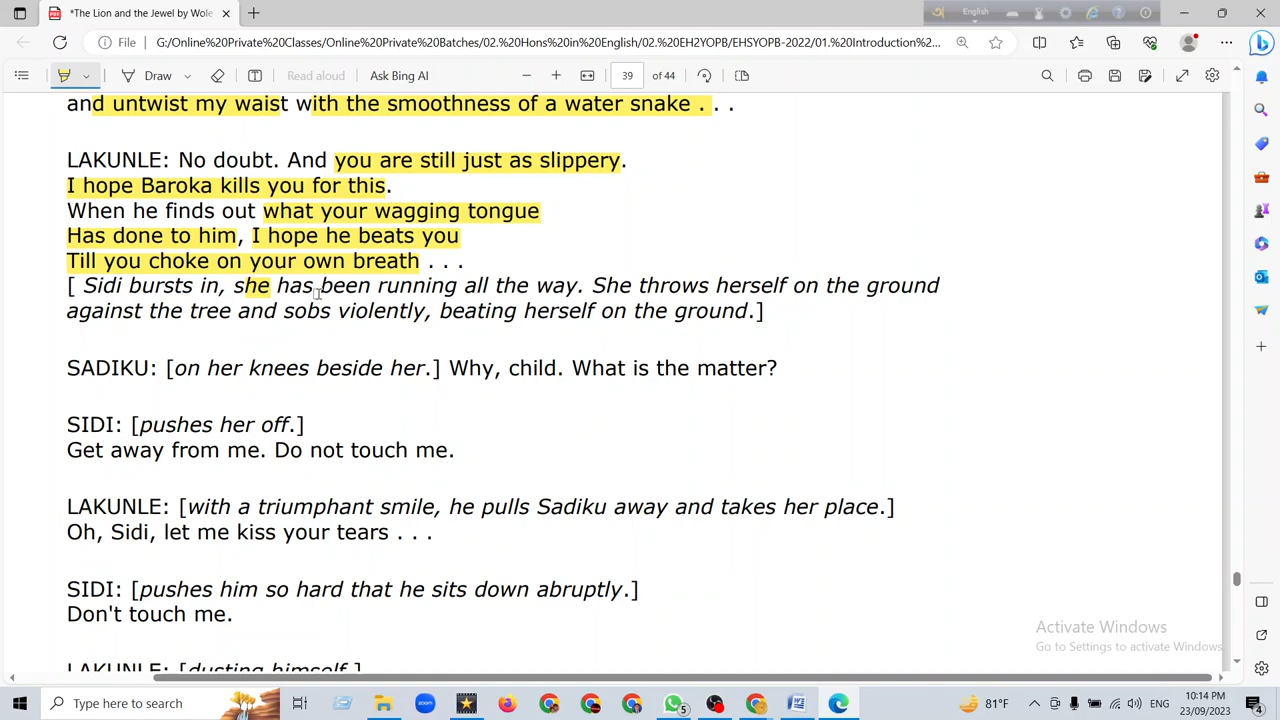 *The Lion and the Jewel by Wole
English
File
G:/Online%20Private%20Classes/Online%20Private%20Batches/02.%20Hons%20in%20English/02.%20EH2YOPB/EHSYOPB-2022/01.%20Introduction%...
Draw
Read aloud
Ask Bing AI
39
of 44
and untwist my waist with the smoothness of a water snake . . .
LAKUNLE: No doubt. And you are still just as slippery.
I hope Baroka kills you for this.
When he finds out what your wagging tongue
Has done to him, I hope he beats you
Till you choke on your own breath . . .
[ Sidi bursts in, she has been running all the way. She throws herself on the ground
against the tree and sobs violently, beating herself on the ground.]
SADIKU: [on her knees beside her.] Why, child. What is the matter?
SIDI: [pushes her off.]
Get away from me. Do not touch me.
LAKUNLE: [with a triumphant smile, he pulls Sadiku away and takes her place.]
Oh, Sidi, let me kiss your tears . . .
SIDI: [pushes him so hard that he sits down abruptly.]
Don't touch me.
LAKUNLE: [dusting himself.]
Activate Windows
Go to Settings to activate Windows.
Type here to search
zoom
5
81°F
ENG
10:14 PM
23/09/2023
4